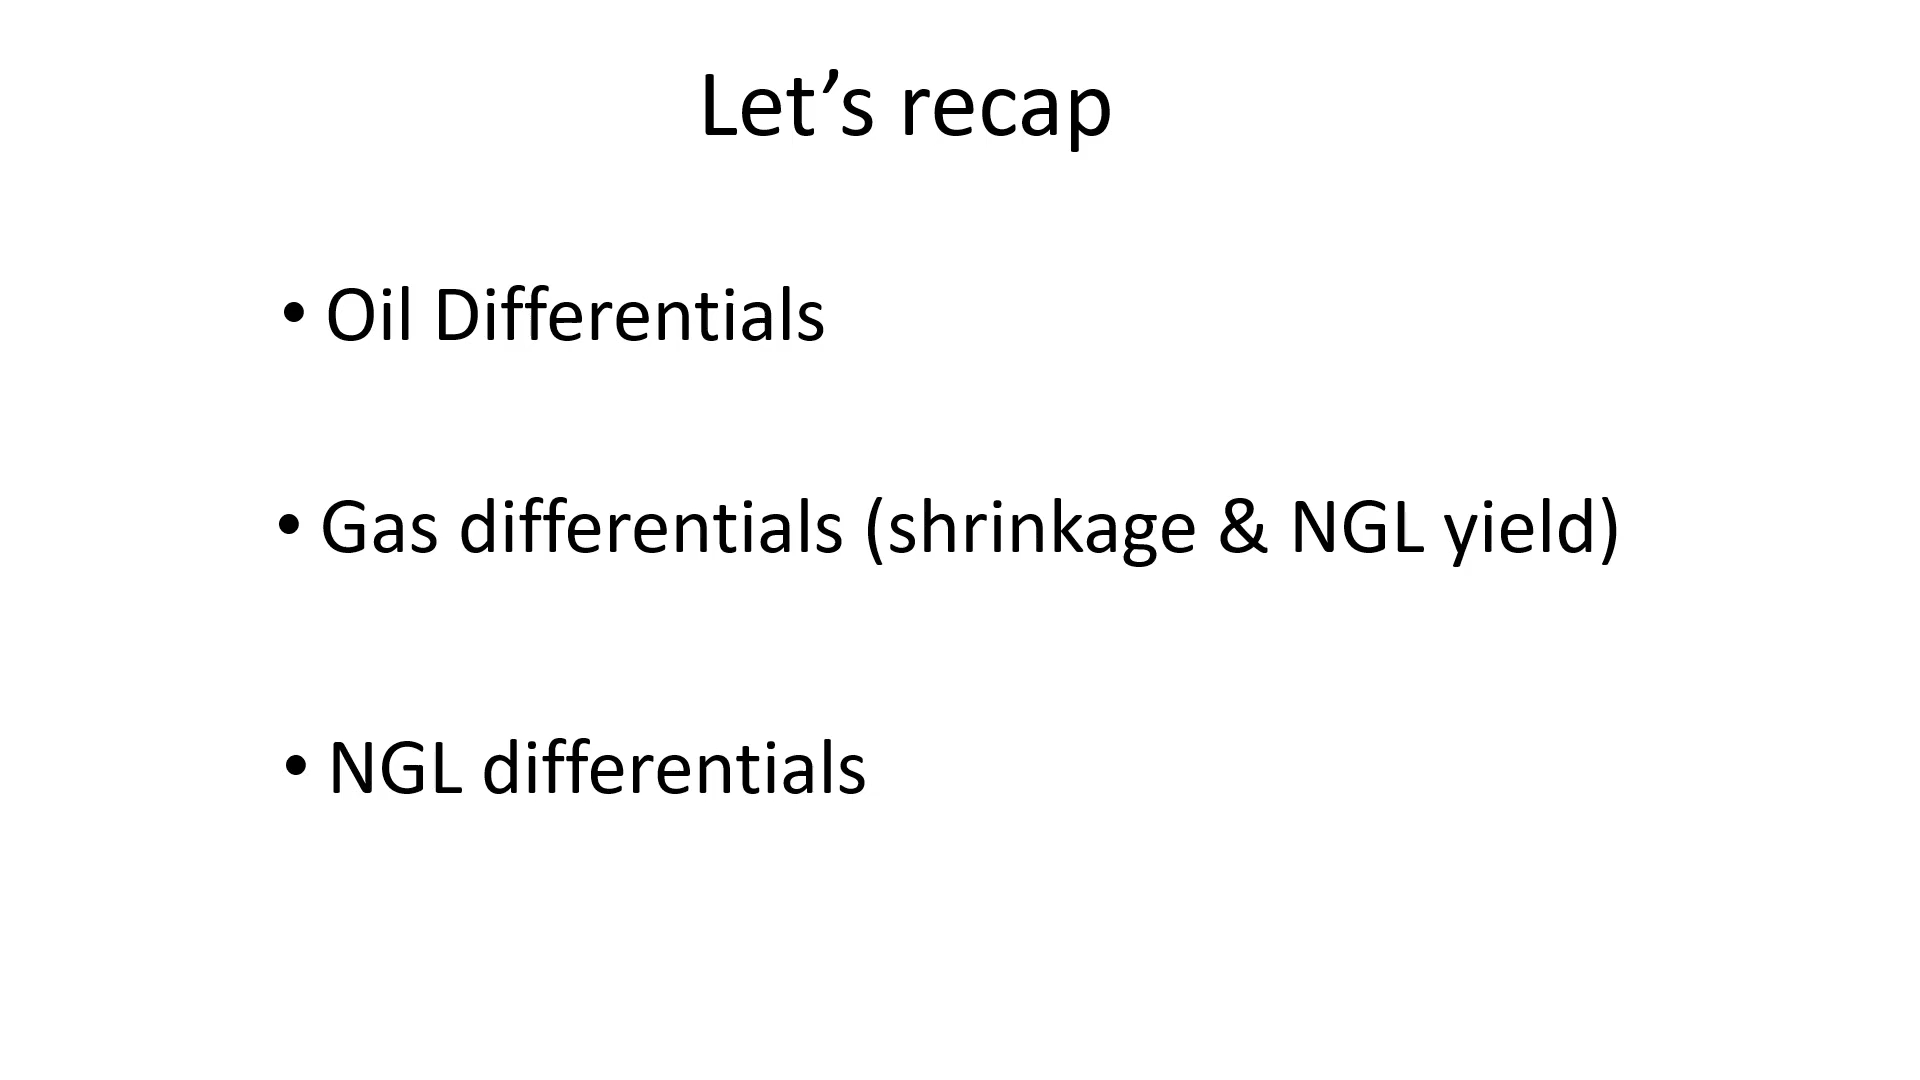 Let’s recap
• Oil Differentials
• Gas differentials (shrinkage & NGL yield)
• NGL differentials